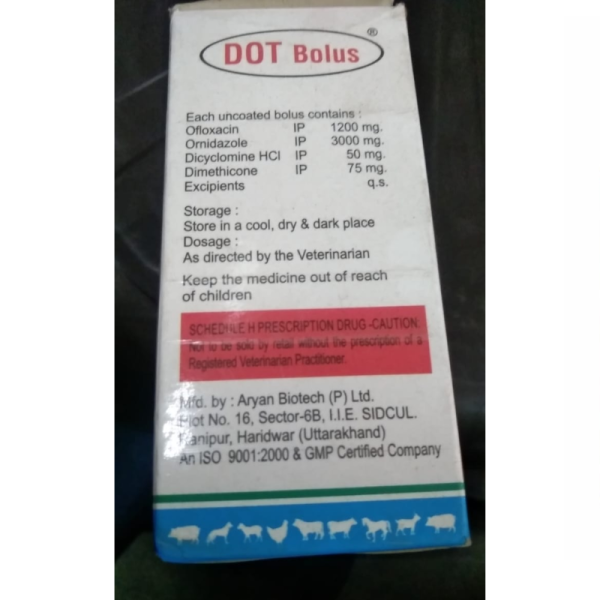 DOT Bolus®
Each uncoated bolus contains :
Ofloxacin IP 1200 mg.
Ornidazole IP 3000 mg.
Dicyclomine HCl IP 50 mg.
Dimethicone IP 75 mg.
Excipients q.s.
Storage :
Store in a cool, dry & dark place
Dosage :
As directed by the Veterinarian
Keep the medicine out of reach
of children
SCHEDULE H PRESCRIPTION DRUG -CAUTION:
Not to be sold by retail without the prescription of a
Registered Veterinarian Practitioner.
Mfd. by : Aryan Biotech (P) Ltd.
Plot No. 16, Sector-6B, I.I.E. SIDCUL.
Ranipur, Haridwar (Uttarakhand)
An ISO 9001:2000 & GMP Certified Company